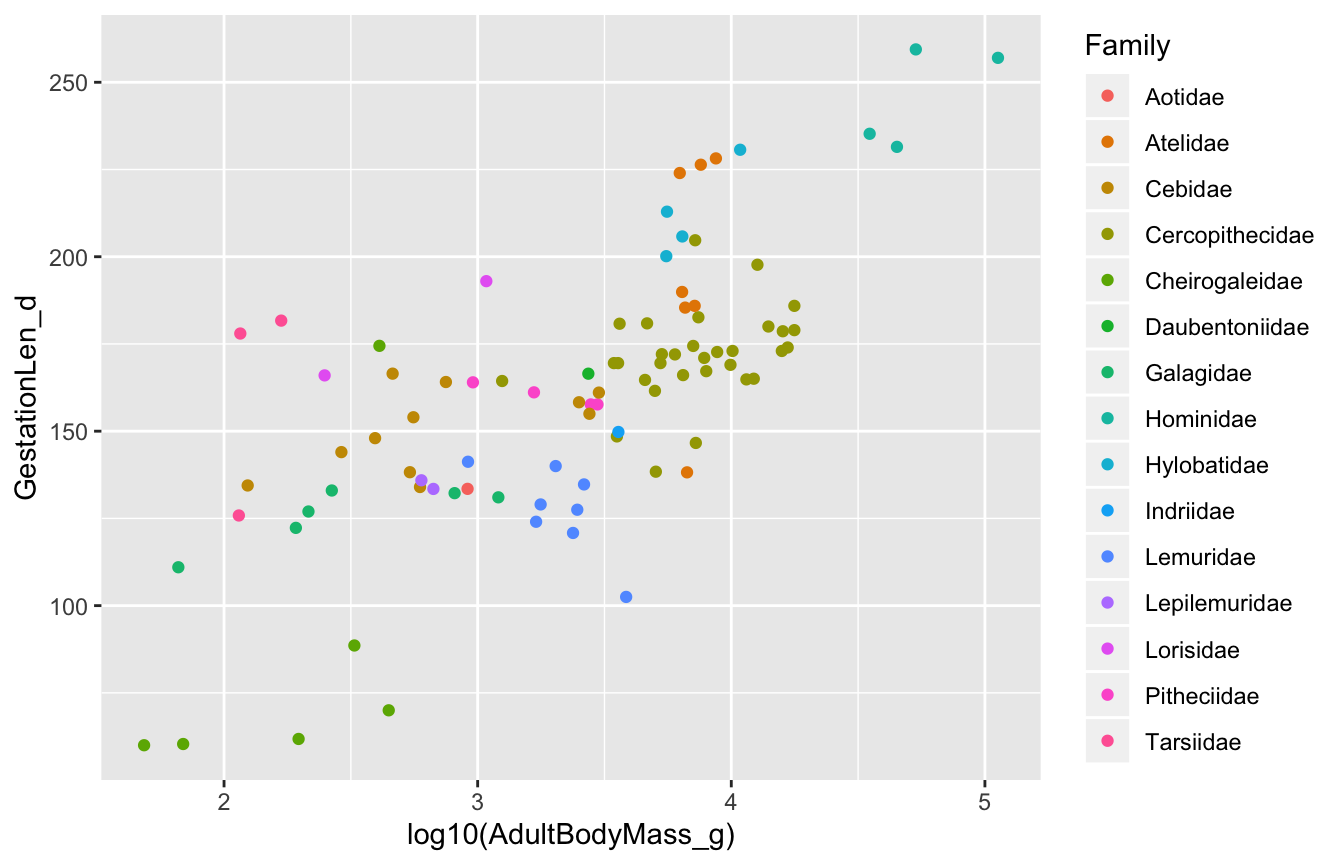 GestationLen_d
250
200
150
100
2 3 4 5
log10(AdultBodyMass_g)
Family
Aotidae
Atelidae
Cebidae
Cercopithecidae
Cheirogaleidae
Daubentoniidae
Galagidae
Hominidae
Hylobatidae
Indriidae
Lemuridae
Lepilemuridae
Lorisidae
Pitheciidae
Tarsiidae